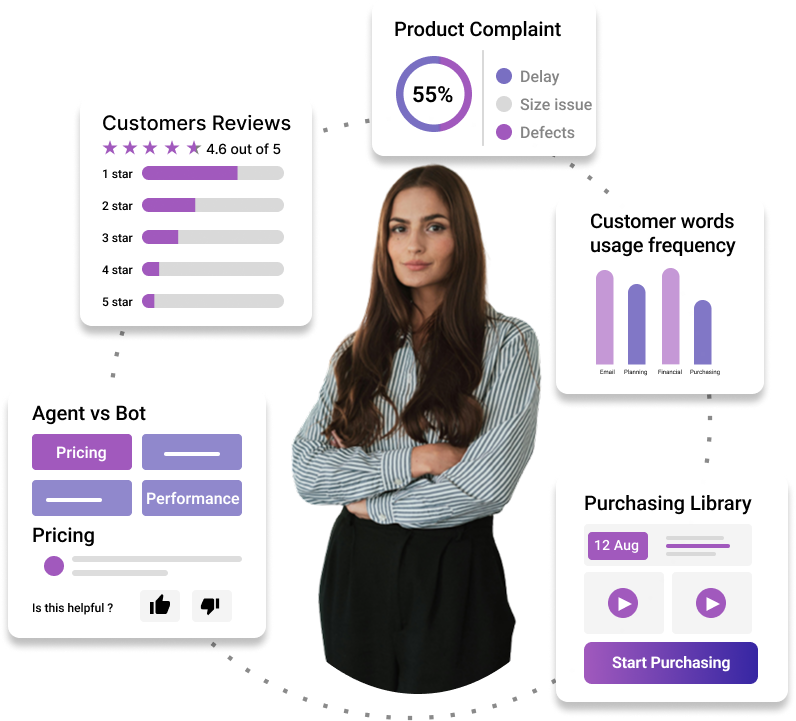 Product Complaint
55%
Delay
Size issue
Defects
Customers Reviews
4.6 out of 5
1 star
2 star
3 star
4 star
5 star
Customer words
usage frequency
Email Planning Financial Purchasing
Agent vs Bot
Pricing
Performance
Pricing
Is this helpful ?
Purchasing Library
12 Aug
Start Purchasing